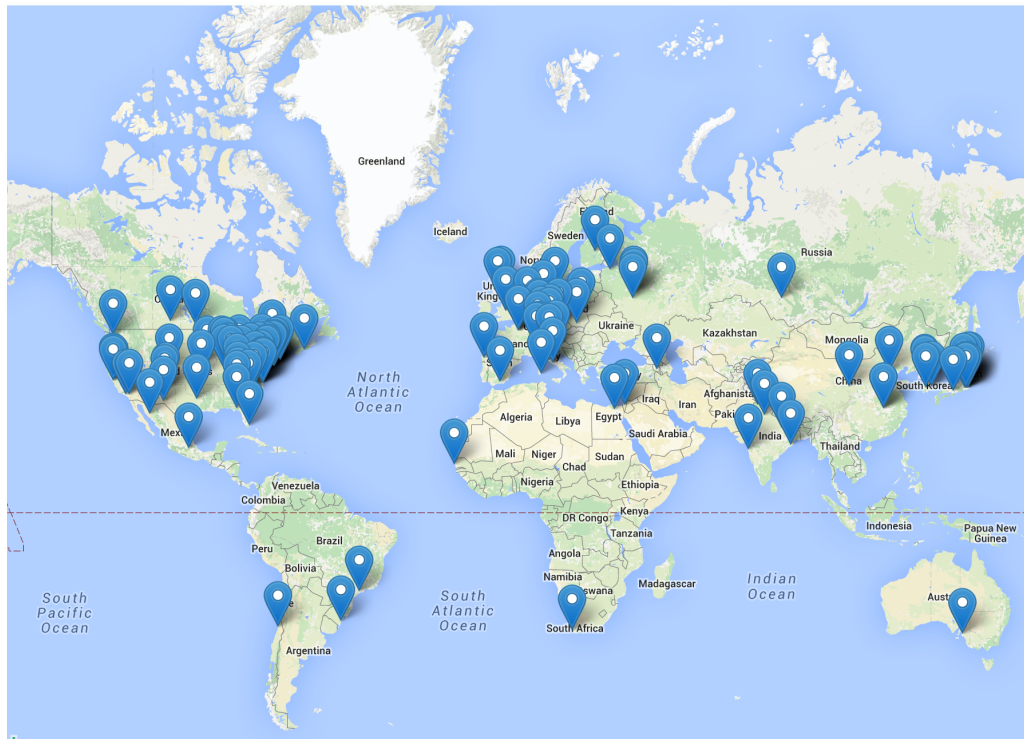 Greenland
Iceland
Sweden
Russia
Ukraine
Kazakhstan
Mongolia
China
South Korea
Afghanistan
Iran
Iraq
North
Atlantic
Ocean
Algeria
Libya
Egypt
Saudi Arabia
India
Thailand
Mali
Niger
Chad
Sudan
Nigeria
Ethiopia
Venezuela
Colombia
DR Congo
Kenya
Tanzania
Indonesia
Papua New
Guinea
Peru
Brazil
Bolivia
Angola
Namibia
Madagascar
South
Pacific
Ocean
South
Atlantic
Ocean
Indian
Ocean
South Africa
Argentina